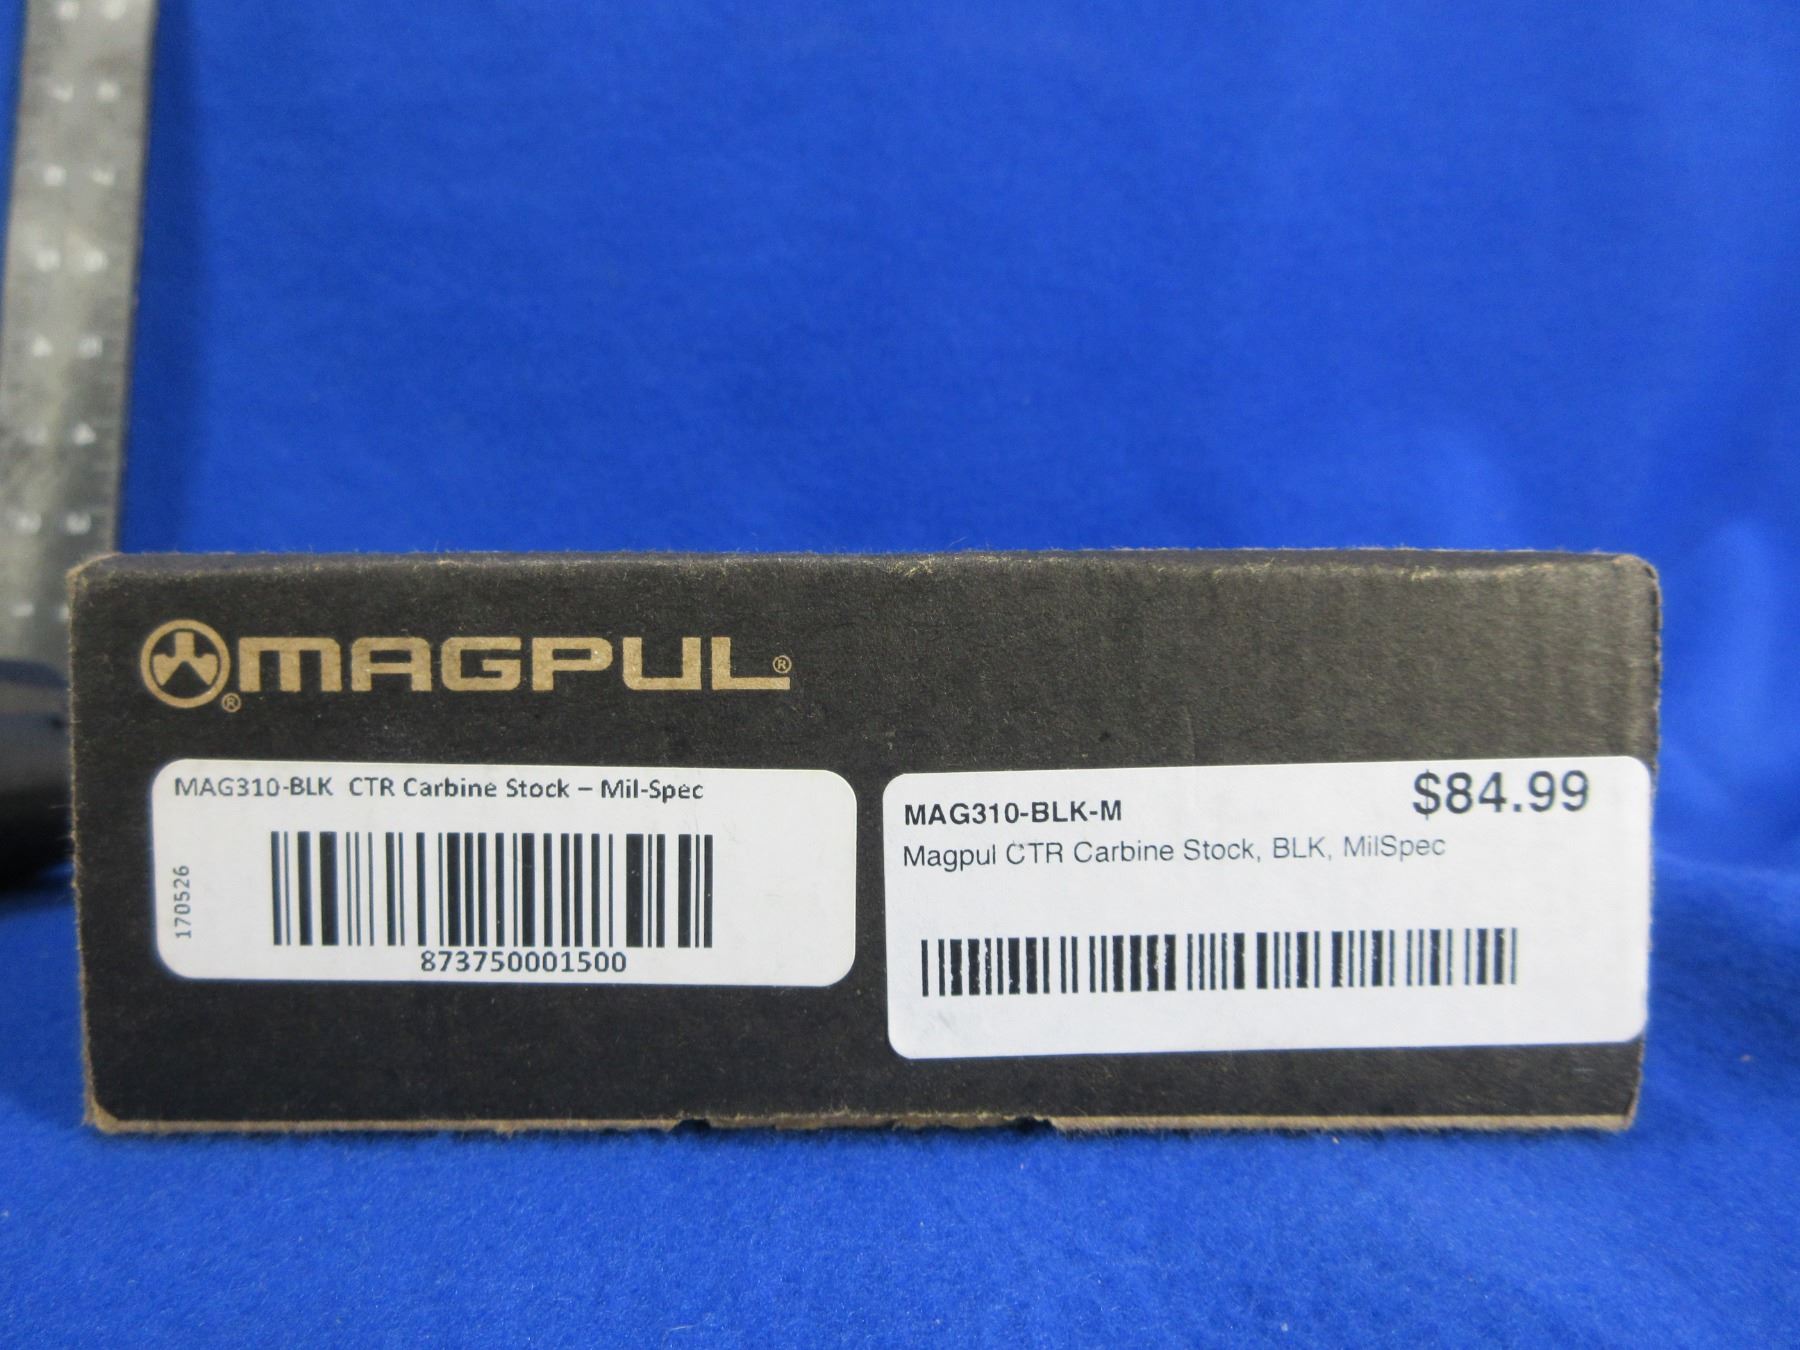 MAGPUL®
®
MAG310-BLK CTR Carbine Stock – Mil-Spec
170526
873750001500
$84.99
MAG310-BLK-M
Magpul CTR Carbine Stock, BLK, MilSpec